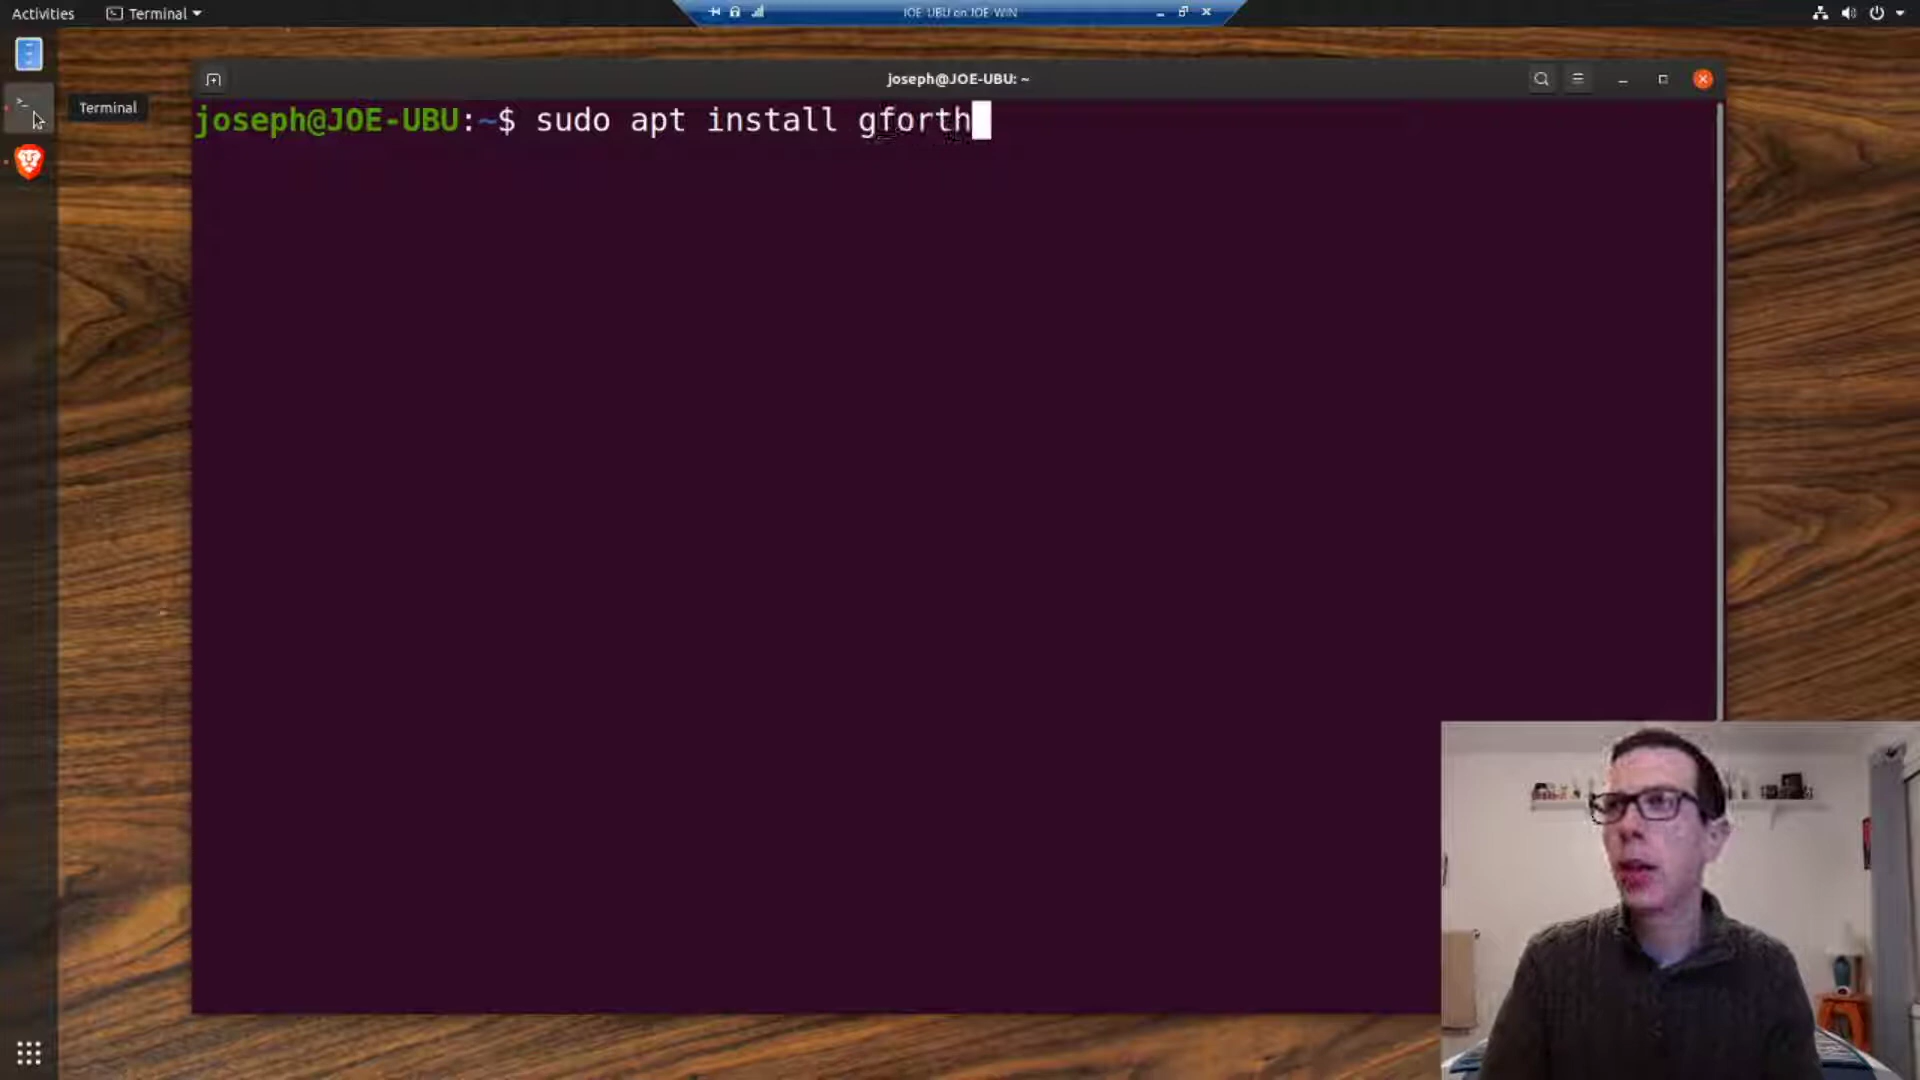 Activities
Terminal
JOE-UBU on JOE-WIN
joseph@JOE-UBU: ~
Terminal
joseph@JOE-UBU:~$ sudo apt install gforth